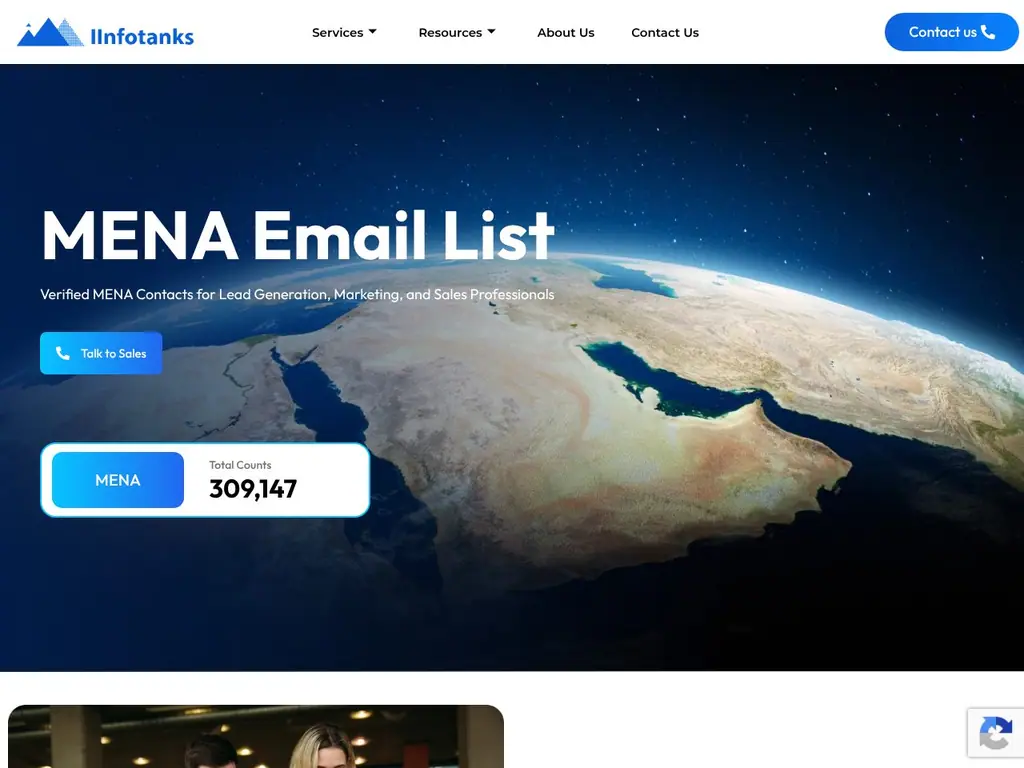 IInfotanks
Services
Resources
About Us
Contact Us
Contact us
MENA Email List
Verified MENA Contacts for Lead Generation, Marketing, and Sales Professionals
Talk to Sales
MENA
Total Counts
309,147